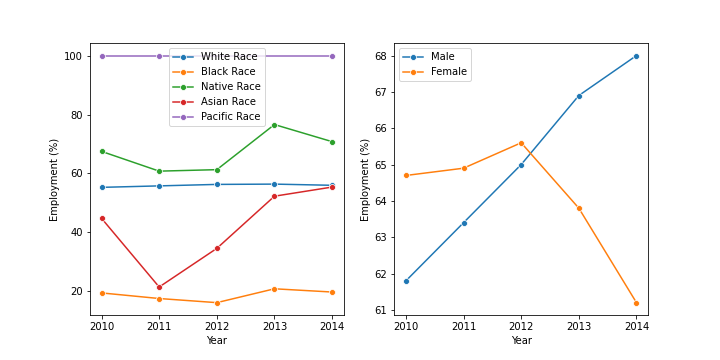 White Race
Black Race
Native Race
Asian Race
Pacific Race
100
80
60
40
20
Employment (%)
2010 2011 2012 2013 2014
Year
Male
Female
68
67
66
65
64
63
62
61
Employment (%)
2010 2011 2012 2013 2014
Year